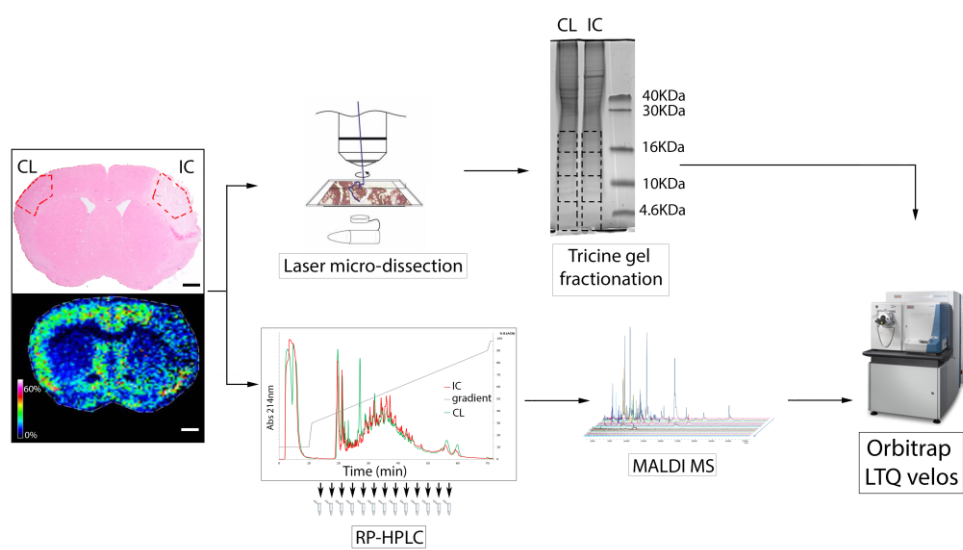 CL IC
40KDa
30KDa
16KDa
10KDa
4.6KDa
CL IC
Laser micro-dissection
Tricine gel
fractionation
60%
0%
Abs 214nm
IC
gradient
CL
Time (min)
RP-HPLC
MALDI MS
Orbitrap
LTQ velos